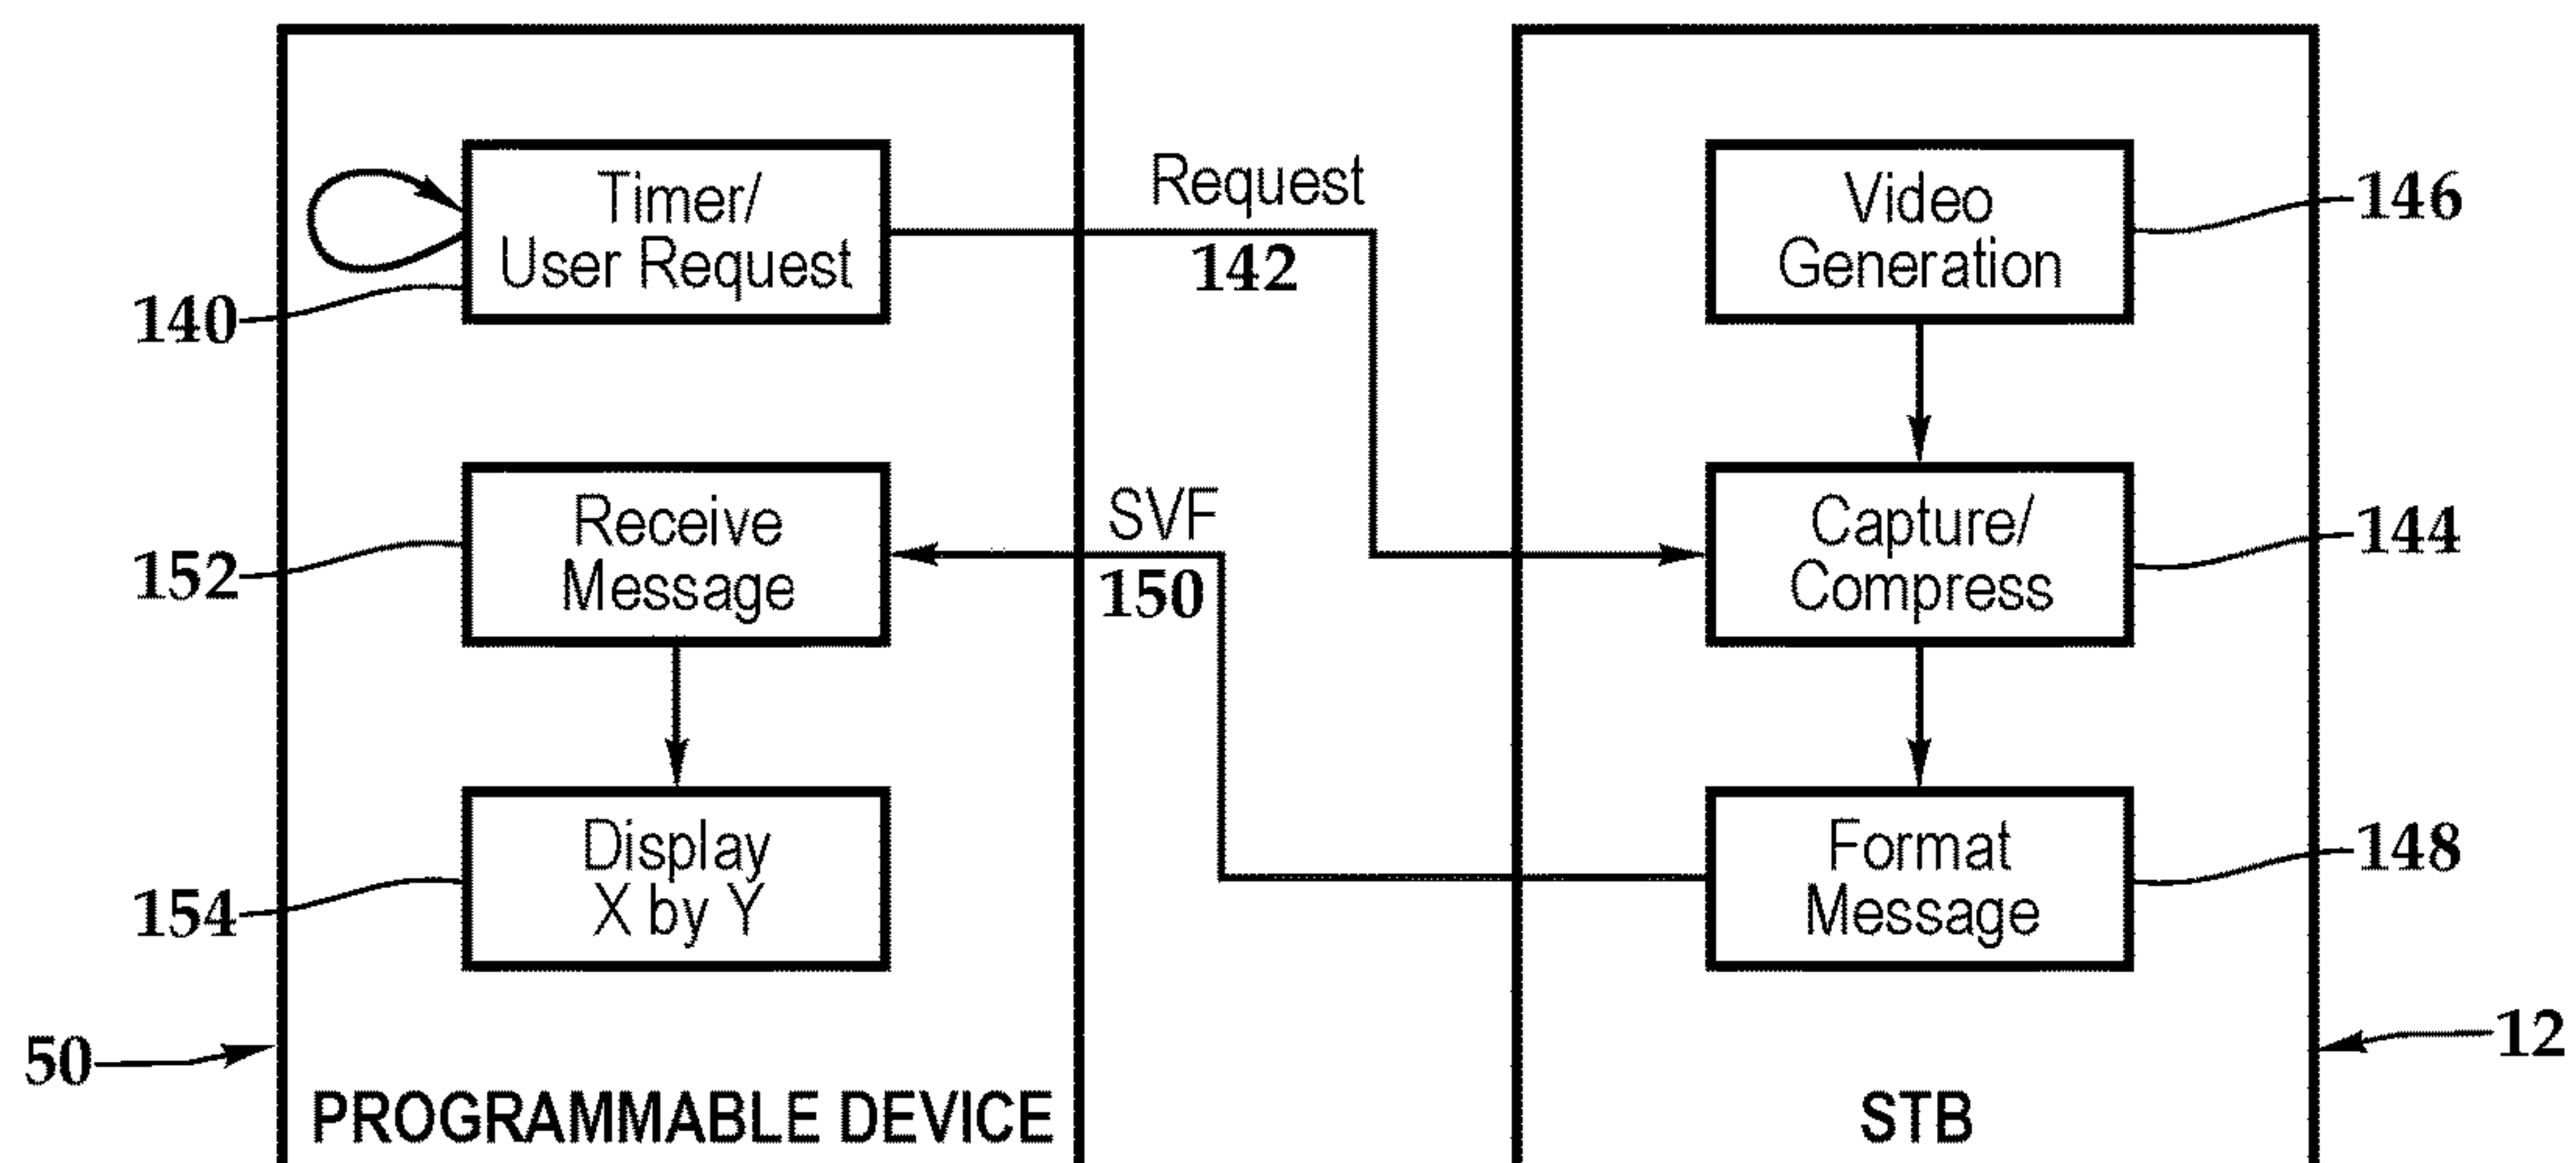 Timer/
User Request
140
Request
142
Video
Generation
146
Receive
Message
152
SVF
150
Capture/
Compress
144
Display
X by Y
154
Format
Message
148
50
PROGRAMMABLE DEVICE
STB
12